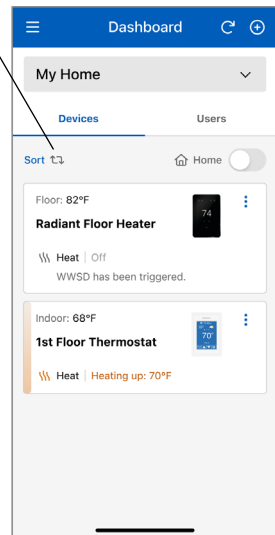 Dashboard
My Home
Devices Users
Sort Home
Floor: 82°F
74
Radiant Floor Heater
Heat | Off
WWSD has been triggered.
Indoor: 68°F
70°
1st Floor Thermostat
Heat | Heating up: 70°F